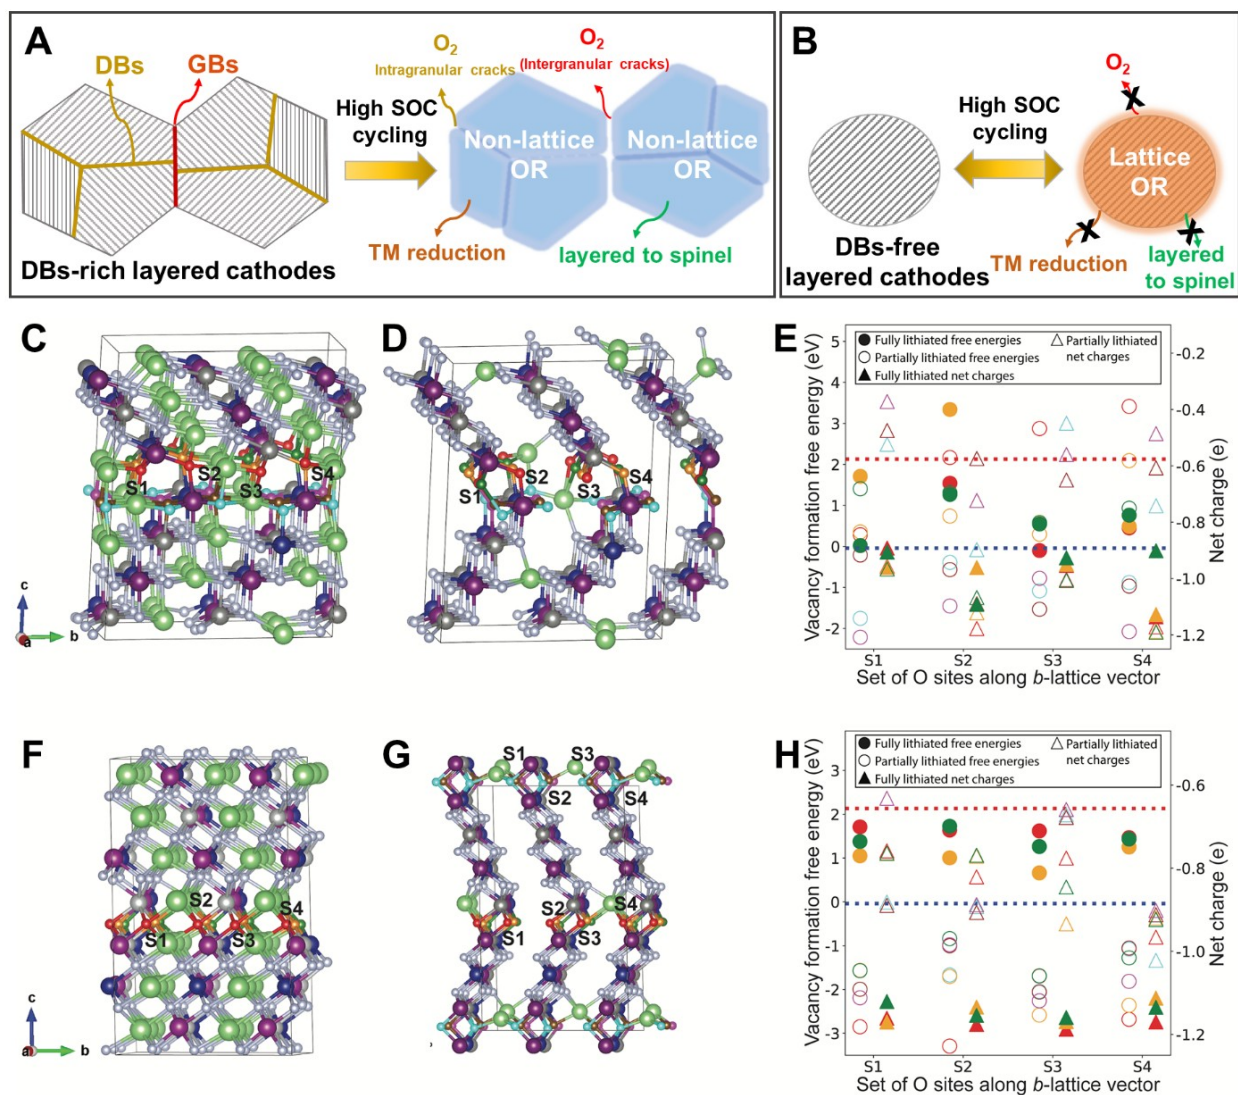 A
DBs
GBs
O2
Intragranular cracks
O2
(Intergranular cracks)
High SOC
cycling
Non-lattice
OR
Non-lattice
OR
TM reduction
layered to spinel
DBs-rich layered cathodes
B
High SOC
cycling
O2
X
Lattice
OR
X
X
DBs-free
layered cathodes
TM reduction
layered
to spinel
C
S1
S2
S3
S4
c
a
b
D
S1
S2
S3
S4
E
Fully lithiated free energies
Partially lithiated free energies
Fully lithiated net charges
Partially lithiated
net charges
Vacancy formation free energy (eV)
5
4
3
2
1
0
-1
-2
-0.2
-0.4
-0.6
-0.8
-1.0
-1.2
Net charge (e)
S1
S2
S3
S4
Set of O sites along b-lattice vector
F
S2
S4
S1
S3
c
a
b
G
S1
S3
S2
S4
S2
S4
S1
S3
H
Fully lithiated free energies
Partially lithiated free energies
Fully lithiated net charges
Partially lithiated
net charges
Vacancy formation free energy (eV)
3
2
1
0
-1
-2
-3
-0.6
-0.8
-1.0
-1.2
Net charge (e)
S1
S2
S3
S4
Set of O sites along b-lattice vector